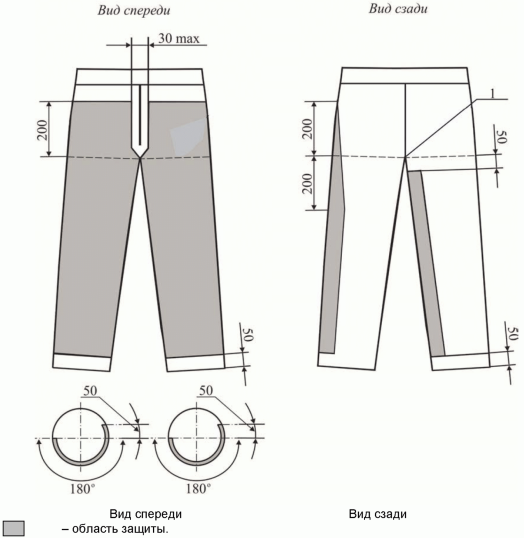 Вид спереди
Вид сзади
30 max
1
200
200
50
200
50
50
50
50
180°
180°
Вид спереди
Вид сзади
– область защиты.